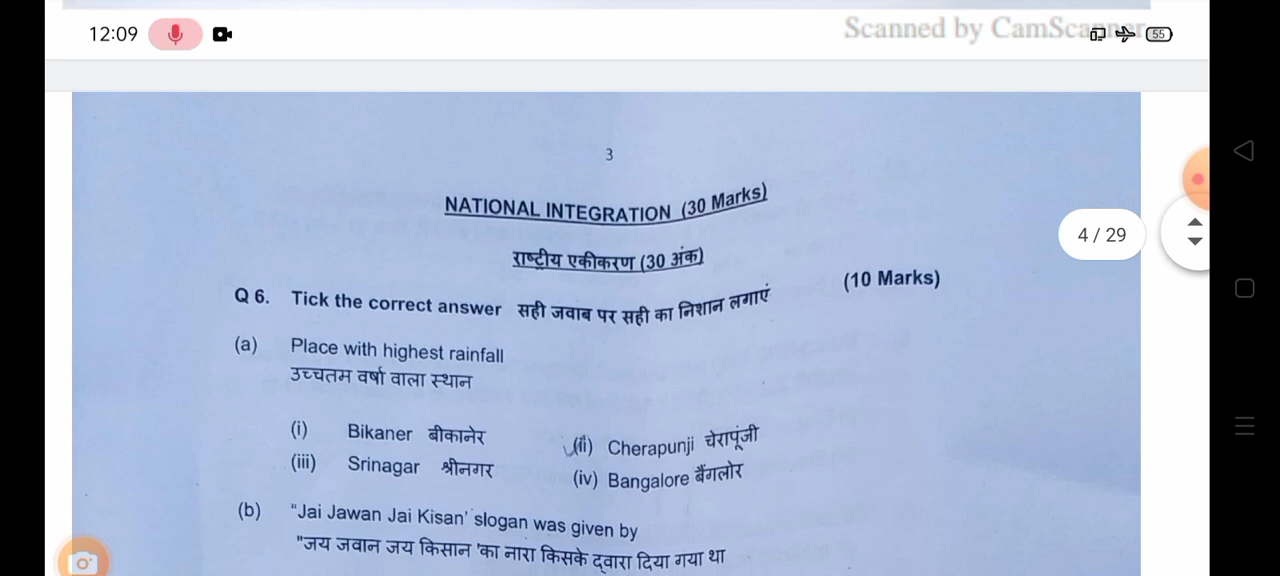 12:09
Scanned by CamScanner
55
3
NATIONAL INTEGRATION (30 Marks)
राष्ट्रीय एकीकरण (30 अंक)
4 / 29
(10 Marks)
Q 6. Tick the correct answer सही जवाब पर सही का निशान लगाएं
(a) Place with highest rainfall
उच्चतम वर्षा वाला स्थान
(i) Bikaner बीकानेर (ii) Cherapunji चेरापूंजी
(iii) Srinagar श्रीनगर (iv) Bangalore बैंगलोर
(b) "Jai Jawan Jai Kisan' slogan was given by
"जय जवान जय किसान 'का नारा किसके द्वारा दिया गया था